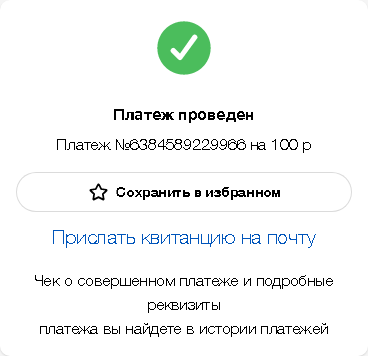 Платеж проведен
Платеж №6384589229966 на 100 р
Сохранить в избранном
Прислать квитанцию на почту
Чек о совершенном платеже и подробные
реквизиты
платежа вы найдете в истории платежей